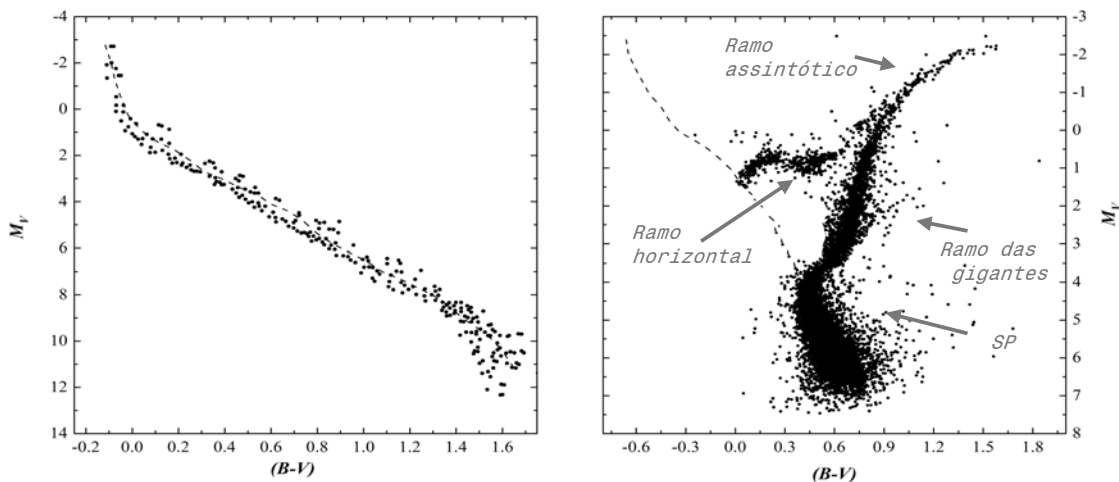 -4
-2
0
2
4
6
8
10
12
14
M_V
-0.2 0.0 0.2 0.4 0.6 0.8 1.0 1.2 1.4 1.6
(B-V)
Ramo
assintótico
Ramo
horizontal
Ramo das
gigantes
SP
-3
-2
-1
0
1
2
3
4
5
6
7
8
M_V
-0.6 -0.3 0.0 0.3 0.6 0.9 1.2 1.5 1.8
(B-V)